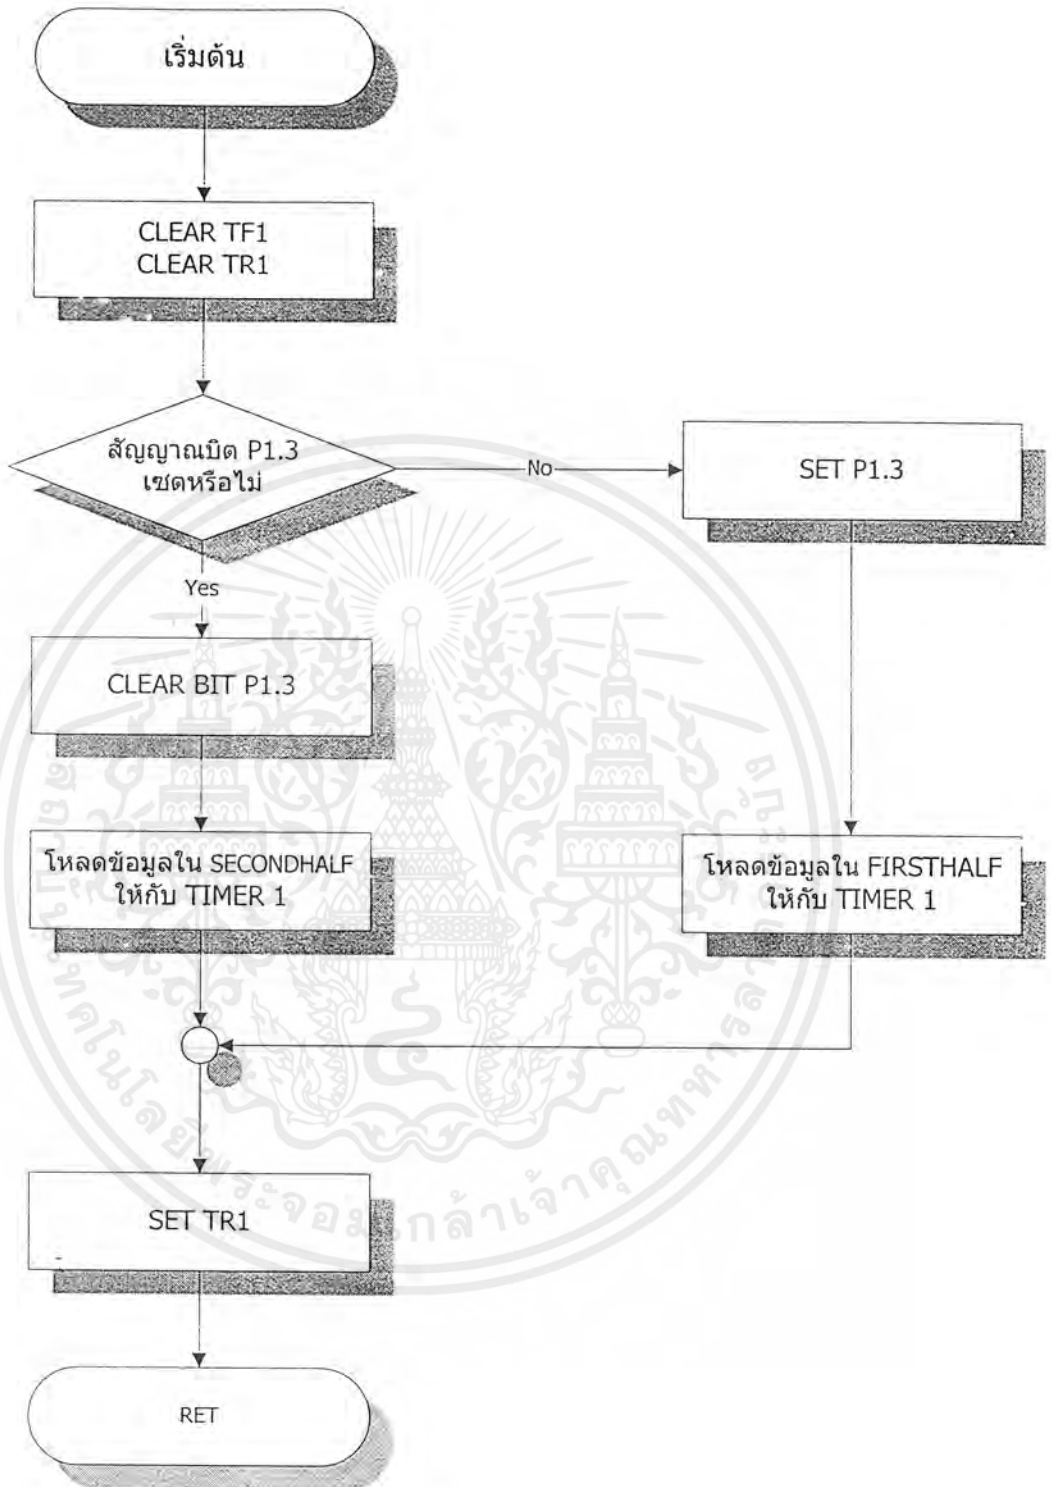 เริ่มต้น
CLEAR TF1
CLEAR TR1
สัญญาณบิต P1.3
เซตหรือไม่
No
SET P1.3
Yes
CLEAR BIT P1.3
โหลดข้อมูลใน SECONDHALF
ให้กับ TIMER 1
โหลดข้อมูลใน FIRSTHALF
ให้กับ TIMER 1
SET TR1
RET